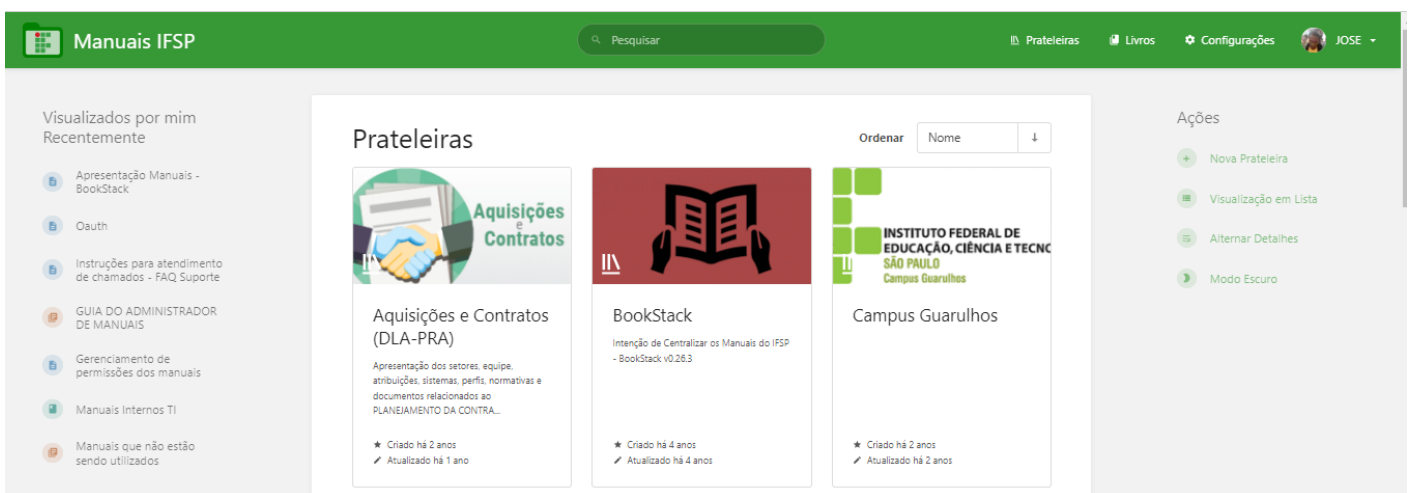 Manuais IFSP
Pesquisar
Prateleiras
Livros
Configurações
JOSE
Visualizados por mim
Recentemente
Apresentação Manuais -
BookStack
Oauth
Instruções para atendimento
de chamados - FAQ Suporte
GUIA DO ADMINISTRADOR
DE MANUAIS
Gerenciamento de
permissões dos manuais
Manuais Internos TI
Manuais que não estão
sendo utilizados
Prateleiras
Ordenar
Nome
Aquisições
e
Contratos
Aquisições e Contratos
(DLA-PRA)
Apresentação dos setores, equipe,
atribuições, sistemas, perfis, normativas e
documentos relacionados ao
PLANEJAMENTO DA CONTRA...
Criado há 2 anos
Atualizado há 1 ano
BookStack
Intenção de Centralizar os Manuais do IFSP
- BookStack v0.26.3
Criado há 4 anos
Atualizado há 4 anos
INSTITUTO FEDERAL DE
EDUCAÇÃO, CIÊNCIA E TECNO
SÃO PAULO
Campus Guarulhos
Campus Guarulhos
Criado há 2 anos
Atualizado há 2 anos
Ações
Nova Prateleira
Visualização em Lista
Alternar Detalhes
Modo Escuro